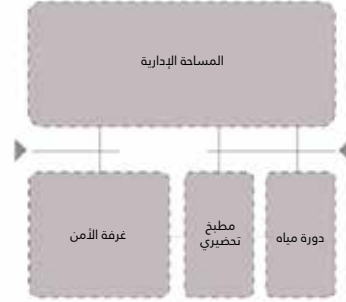 المساحة الإدارية
دورة مياه
مطبخ
تحضيري
غرفة الأمن